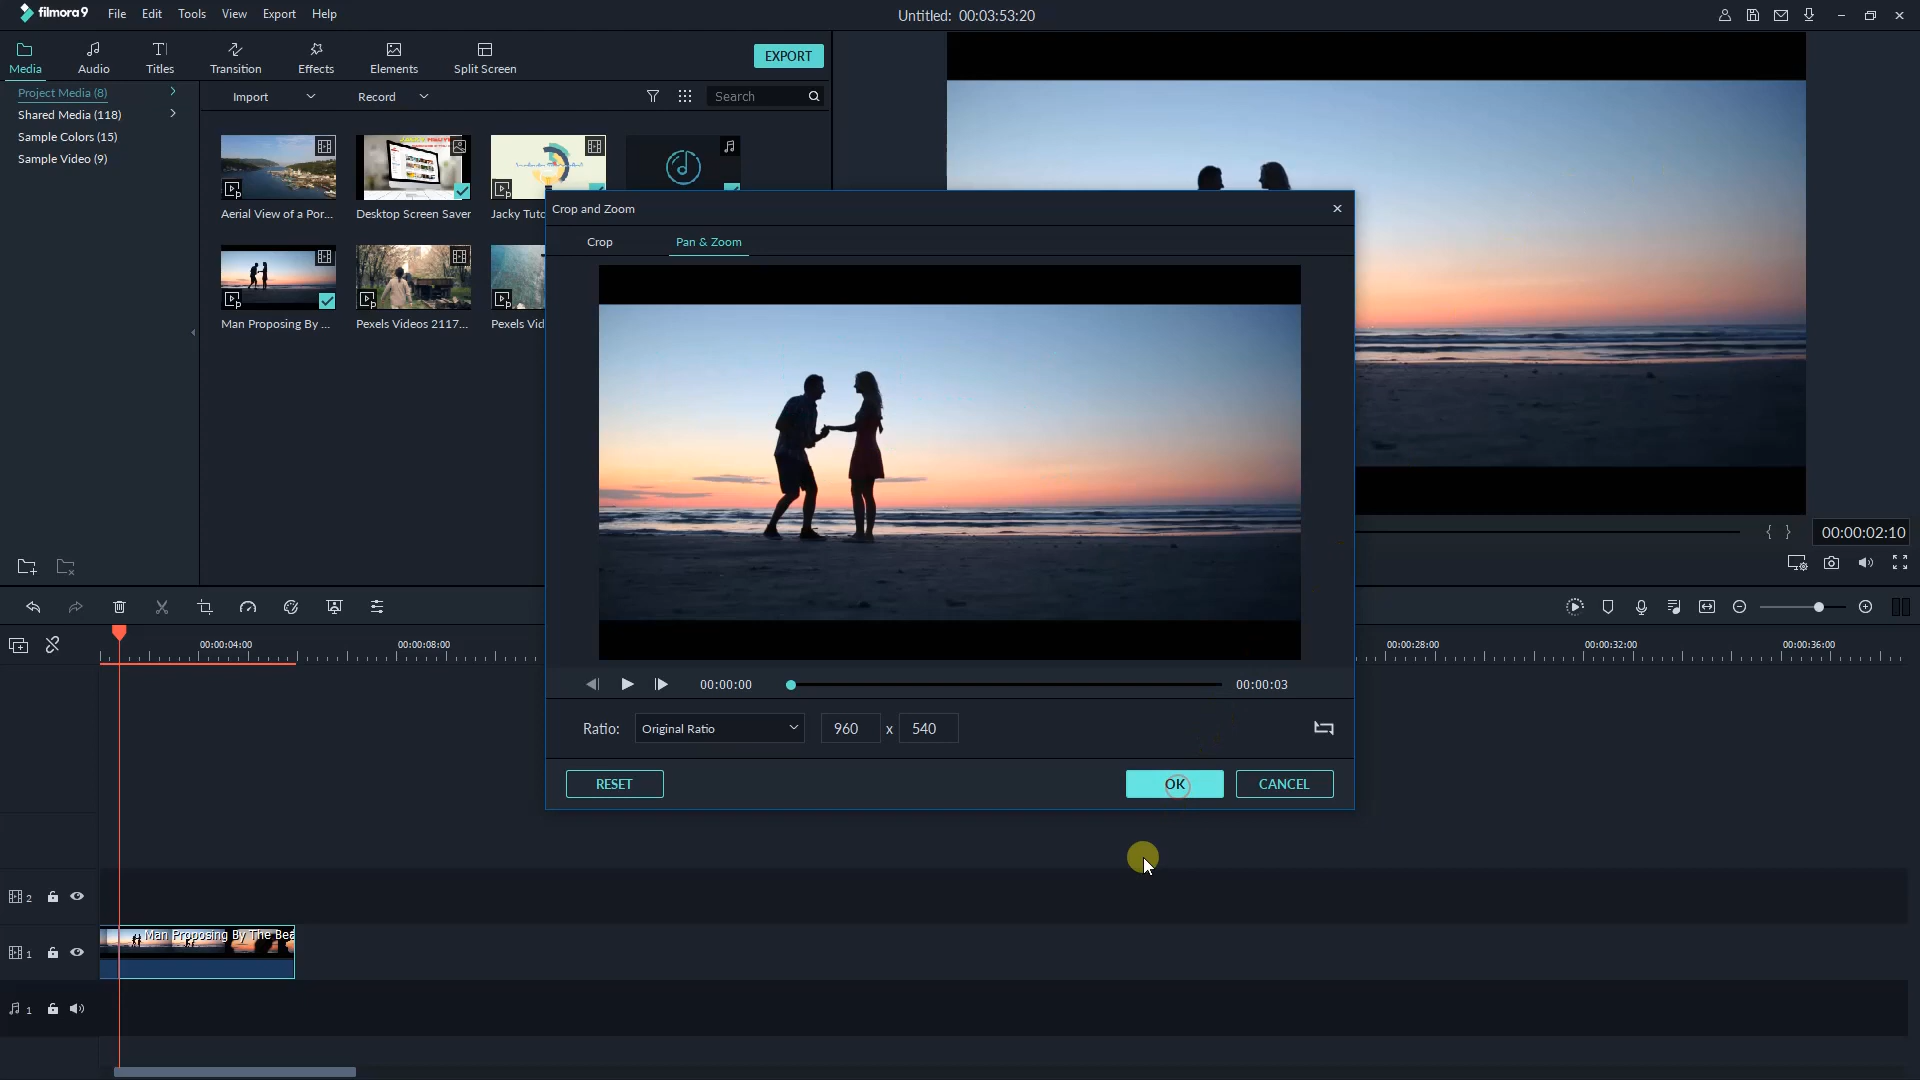 filmora9 File Edit Tools View Export Help Untitled: 00:03:53:20
Media Audio Titles Transition Effects Elements Split Screen EXPORT
Project Media (8)
Shared Media (118)
Sample Colors (15)
Sample Video (9)
Import Record Search
Aerial View of a Por... Desktop Screen Saver Jacky Tuto
Man Proposing By ... Pexels Videos 2117... Pexels Vid
Crop and Zoom
Crop Pan & Zoom
00:00:00 00:00:03
Ratio: Original Ratio 960 x 540
RESET OK CANCEL
{ } 00:00:02:10
00:00:04:00 00:00:08:00 00:00:28:00 00:00:32:00 00:00:36:00
2
Man Proposing By The Bea
1
1